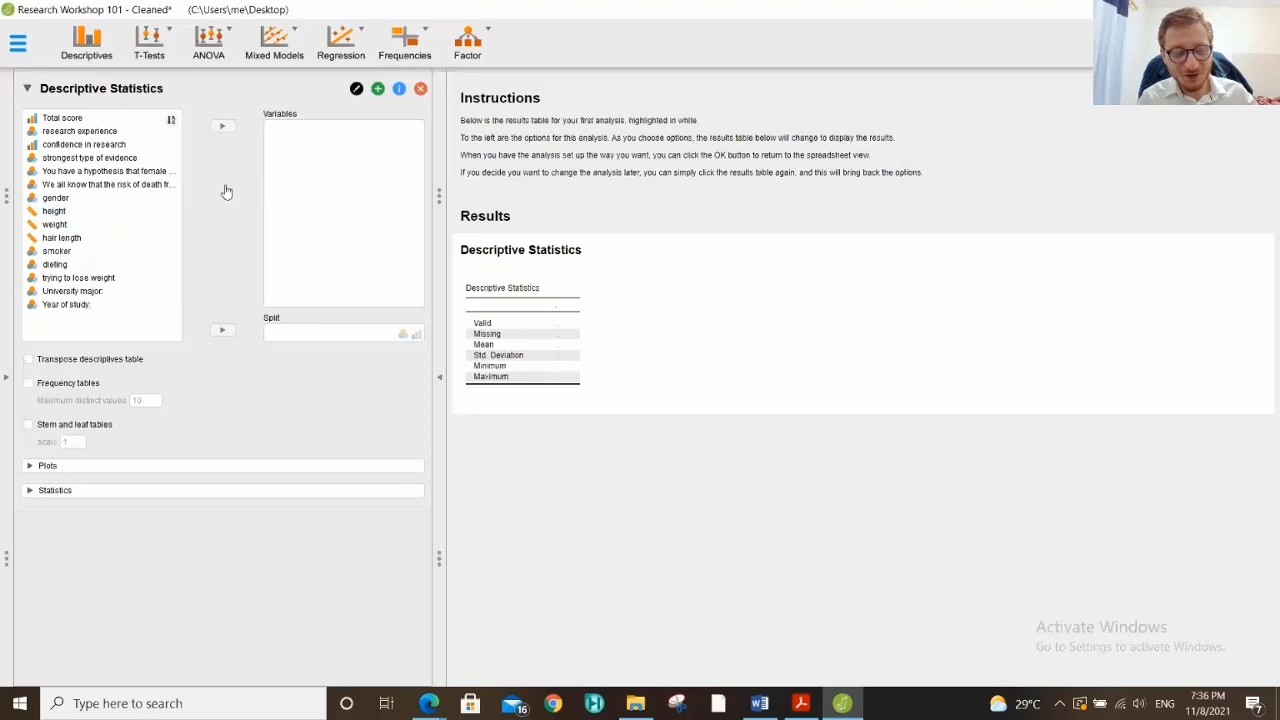 Research Workshop 101 - Cleaned* (C:\Users\me\Desktop)
Descriptives T-Tests ANOVA Mixed Models Regression Frequencies Factor
Descriptive Statistics
Total score
research experience
confidence in research
strongest type of evidence
You have a hypothesis that female ...
We all know that the risk of death fr...
gender
height
weight
hair length
smoker
dieting
trying to lose weight
University major:
Year of study:
Variables
Split
Transpose descriptives table
Frequency tables
Maximum distinct values 10
Stem and leaf tables
scale 1
Plots
Statistics
Instructions
Below is the results table for your first analysis, highlighted in white
To the left are the options for this analysis. As you choose options, the results table below will change to display the results.
When you have the analysis set up the way you want, you can click the OK button to return to the spreadsheet view.
If you decide you want to change the analysis later, you can simply click the results table again, and this will bring back the options.
Results
Descriptive Statistics
Descriptive Statistics
.
Valid .
Missing .
Mean .
Std. Deviation .
Minimum .
Maximum .
Activate Windows
Go to Settings to activate Windows.
Type here to search
16
29°C
7:36 PM
11/8/2021
7